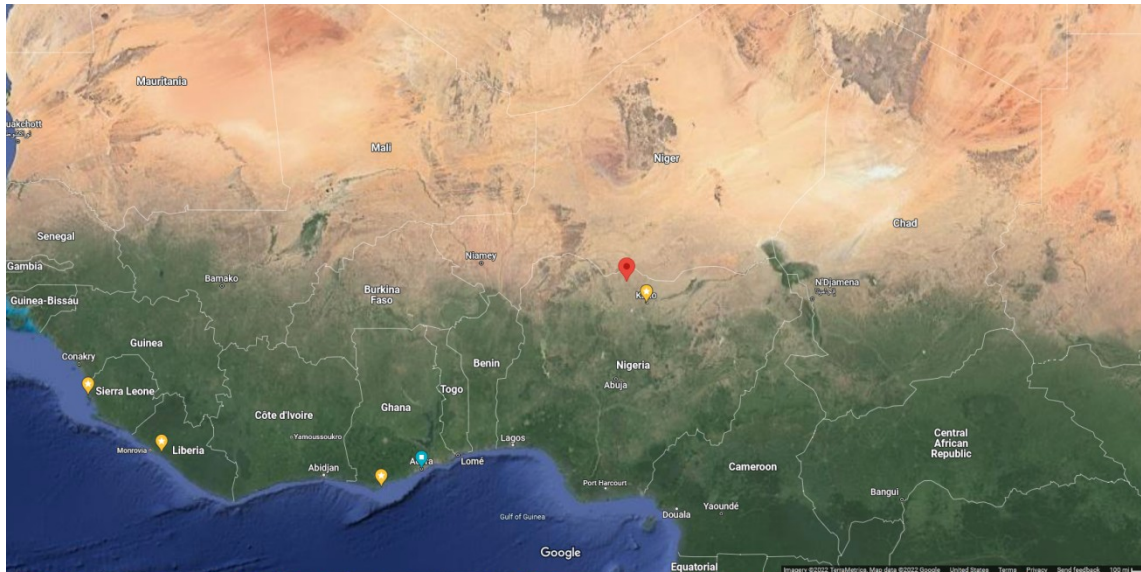 Mauritania
uakchott
Mali
Niger
Chad
Senegal
Gambia
Niamey
Bamako
Burkina
Faso
N'Djamena
Guinea-Bissau
Guinea
Benin
Nigeria
Conakry
Sierra Leone
Abuja
Togo
Ghana
Côte d'Ivoire
Central
African
Republic
Yamoussoukro
Lagos
Monrovia
Liberia
Lomé
Abidjan
Cameroon
Port Harcourt
Bangui
Douala
Yaoundé
Gulf of Guinea
Google
Equatorial
Imagery ©2022 TerraMetrics, Map data ©2022 Google United States Terms Privacy Send feedback 100 mi